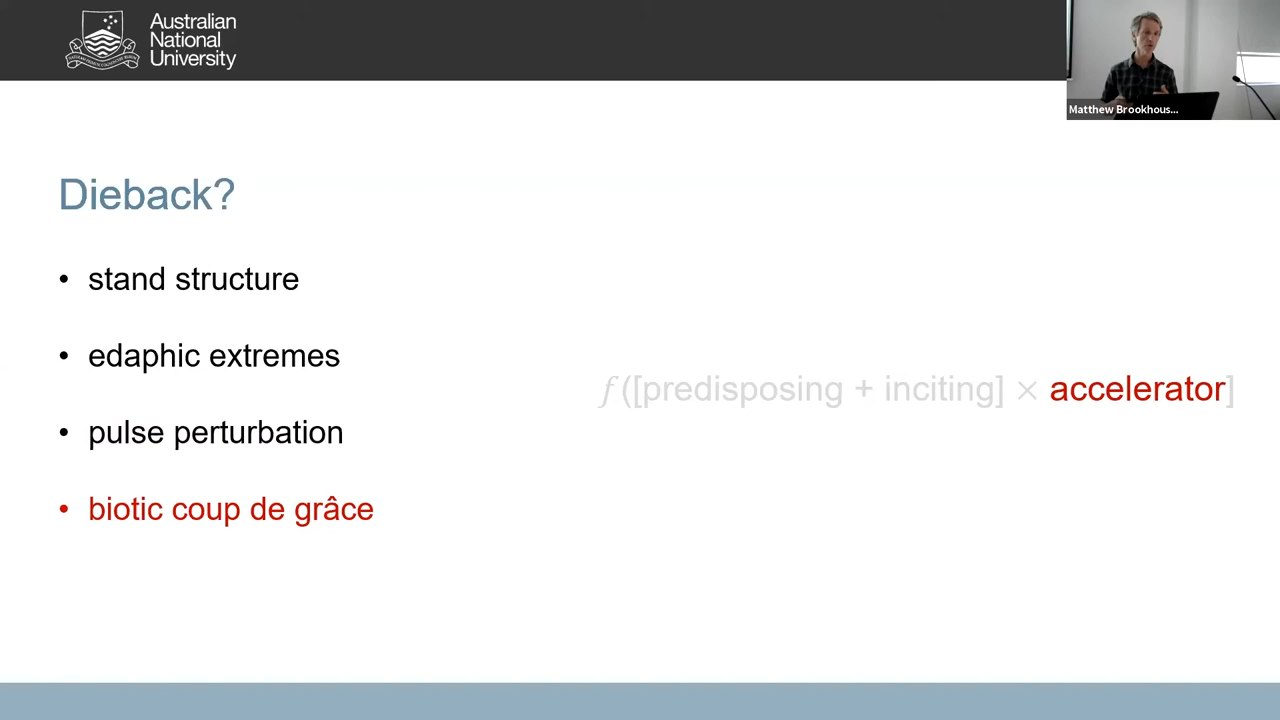 Australian
National
University
Matthew Brookhous...
Dieback?
• stand structure
• edaphic extremes
f ([predisposing + inciting] × accelerator]
• pulse perturbation
• biotic coup de grâce